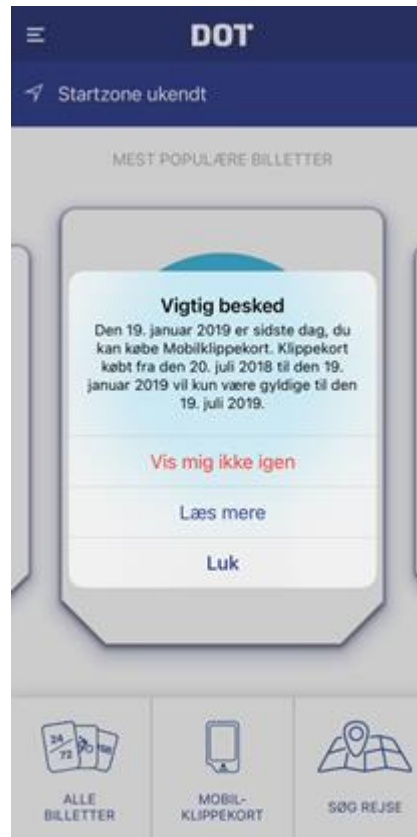 DOT
Startzone ukendt
MEST POPULÆRE BILLETTER
Vigtig besked
Den 19. januar 2019 er sidste dag, du
kan købe Mobilklippekort. Klippekort
købt fra den 20. juli 2018 til den 19.
januar 2019 vil kun være gyldige til den
19. juli 2019.
Vis mig ikke igen
Læs mere
Luk
24
72
ALLE
BILLETTER
MOBIL-
KLIPPEKORT
SØG REJSE